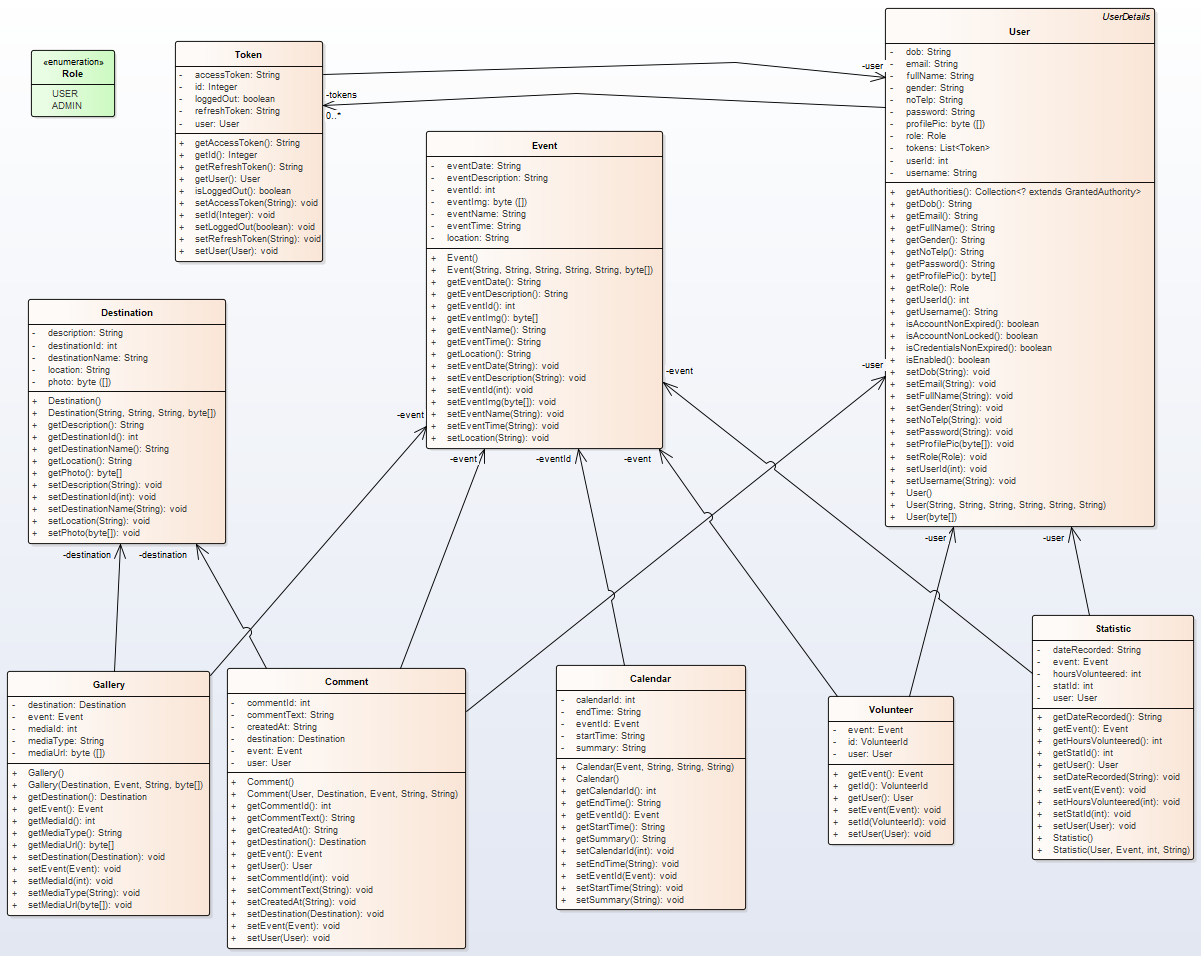 «enumeration»
Role
USER
ADMIN
Token
- accessToken: String
- id: Integer
- loggedOut: boolean
- refreshToken: String
- user: User
+ getAccessToken(): String
+ getId(): Integer
+ getRefreshToken(): String
+ getUser(): User
+ isLoggedOut(): boolean
+ setAccessToken(String): void
+ setId(Integer): void
+ setLoggedOut(boolean): void
+ setRefreshToken(String): void
+ setUser(User): void
-tokens
0..*
-user
UserDetails
User
- dob: String
- email: String
- fullName: String
- gender: String
- noTelp: String
- password: String
- profilePic: byte ([])
- role: Role
- tokens: List<Token>
- userId: int
- username: String
+ getAuthorities(): Collection<? extends GrantedAuthority>
+ getDob(): String
+ getEmail(): String
+ getFullName(): String
+ getGender(): String
+ getNoTelp(): String
+ getPassword(): String
+ getProfilePic(): byte[]
+ getRole(): Role
+ getUserId(): int
+ getUsername(): String
+ isAccountNonExpired(): boolean
+ isAccountNonLocked(): boolean
+ isCredentialsNonExpired(): boolean
+ isEnabled(): boolean
+ setDob(String): void
+ setEmail(String): void
+ setFullName(String): void
+ setGender(String): void
+ setNoTelp(String): void
+ setPassword(String): void
+ setProfilePic(byte[]): void
+ setRole(Role): void
+ setUserId(int): void
+ setUsername(String): void
+ User()
+ User(String, String, String, String, String, String)
+ User(byte[])
-user
-user
-user
Event
- eventDate: String
- eventDescription: String
- eventId: int
- eventImg: byte ([])
- eventName: String
- eventTime: String
- location: String
+ Event()
+ Event(String, String, String, String, String, byte[])
+ getEventDate(): String
+ getEventDescription(): String
+ getEventId(): int
+ getEventImg(): byte[]
+ getEventName(): String
+ getEventTime(): String
+ getLocation(): String
+ setEventDate(String): void
+ setEventDescription(String): void
+ setEventId(int): void
+ setEventImg(byte[]): void
+ setEventName(String): void
+ setEventTime(String): void
+ setLocation(String): void
-event
-event
-event
-eventId
-event
Destination
- description: String
- destinationId: int
- destinationName: String
- location: String
- photo: byte ([])
+ Destination()
+ Destination(String, String, String, byte[])
+ getDescription(): String
+ getDestinationId(): int
+ getDestinationName(): String
+ getLocation(): String
+ getPhoto(): byte[]
+ setDescription(String): void
+ setDestinationId(int): void
+ setDestinationName(String): void
+ setLocation(String): void
+ setPhoto(byte[]): void
-destination
-destination
Gallery
- destination: Destination
- event: Event
- mediaId: int
- mediaType: String
- mediaUrl: byte ([])
+ Gallery()
+ Gallery(Destination, Event, String, byte[])
+ getDestination(): Destination
+ getEvent(): Event
+ getMediaId(): int
+ getMediaType(): String
+ getMediaUrl(): byte[]
+ setDestination(Destination): void
+ setEvent(Event): void
+ setMediaId(int): void
+ setMediaType(String): void
+ setMediaUrl(byte[]): void
Comment
- commentId: int
- commentText: String
- createdAt: String
- destination: Destination
- event: Event
- user: User
+ Comment()
+ Comment(User, Destination, Event, String, String)
+ getCommentId(): int
+ getCommentText(): String
+ getCreatedAt(): String
+ getDestination(): Destination
+ getEvent(): Event
+ getUser(): User
+ setCommentId(int): void
+ setCommentText(String): void
+ setCreatedAt(String): void
+ setDestination(Destination): void
+ setEvent(Event): void
+ setUser(User): void
Calendar
- calendarId: int
- endTime: String
- eventId: Event
- startTime: String
- summary: String
+ Calendar(Event, String, String, String)
+ Calendar()
+ getCalendarId(): int
+ getEndTime(): String
+ getEventId(): Event
+ getStartTime(): String
+ getSummary(): String
+ setCalendarId(int): void
+ setEndTime(String): void
+ setEventId(Event): void
+ setStartTime(String): void
+ setSummary(String): void
Volunteer
- event: Event
- id: VolunteerId
- user: User
+ getEvent(): Event
+ getId(): VolunteerId
+ getUser(): User
+ setEvent(Event): void
+ setId(VolunteerId): void
+ setUser(User): void
Statistic
- dateRecorded: String
- event: Event
- hoursVolunteered: int
- statId: int
- user: User
+ getDateRecorded(): String
+ getEvent(): Event
+ getHoursVolunteered(): int
+ getStatId(): int
+ getUser(): User
+ setDateRecorded(String): void
+ setEvent(Event): void
+ setHoursVolunteered(int): void
+ setStatId(int): void
+ setUser(User): void
+ Statistic()
+ Statistic(User, Event, int, String)